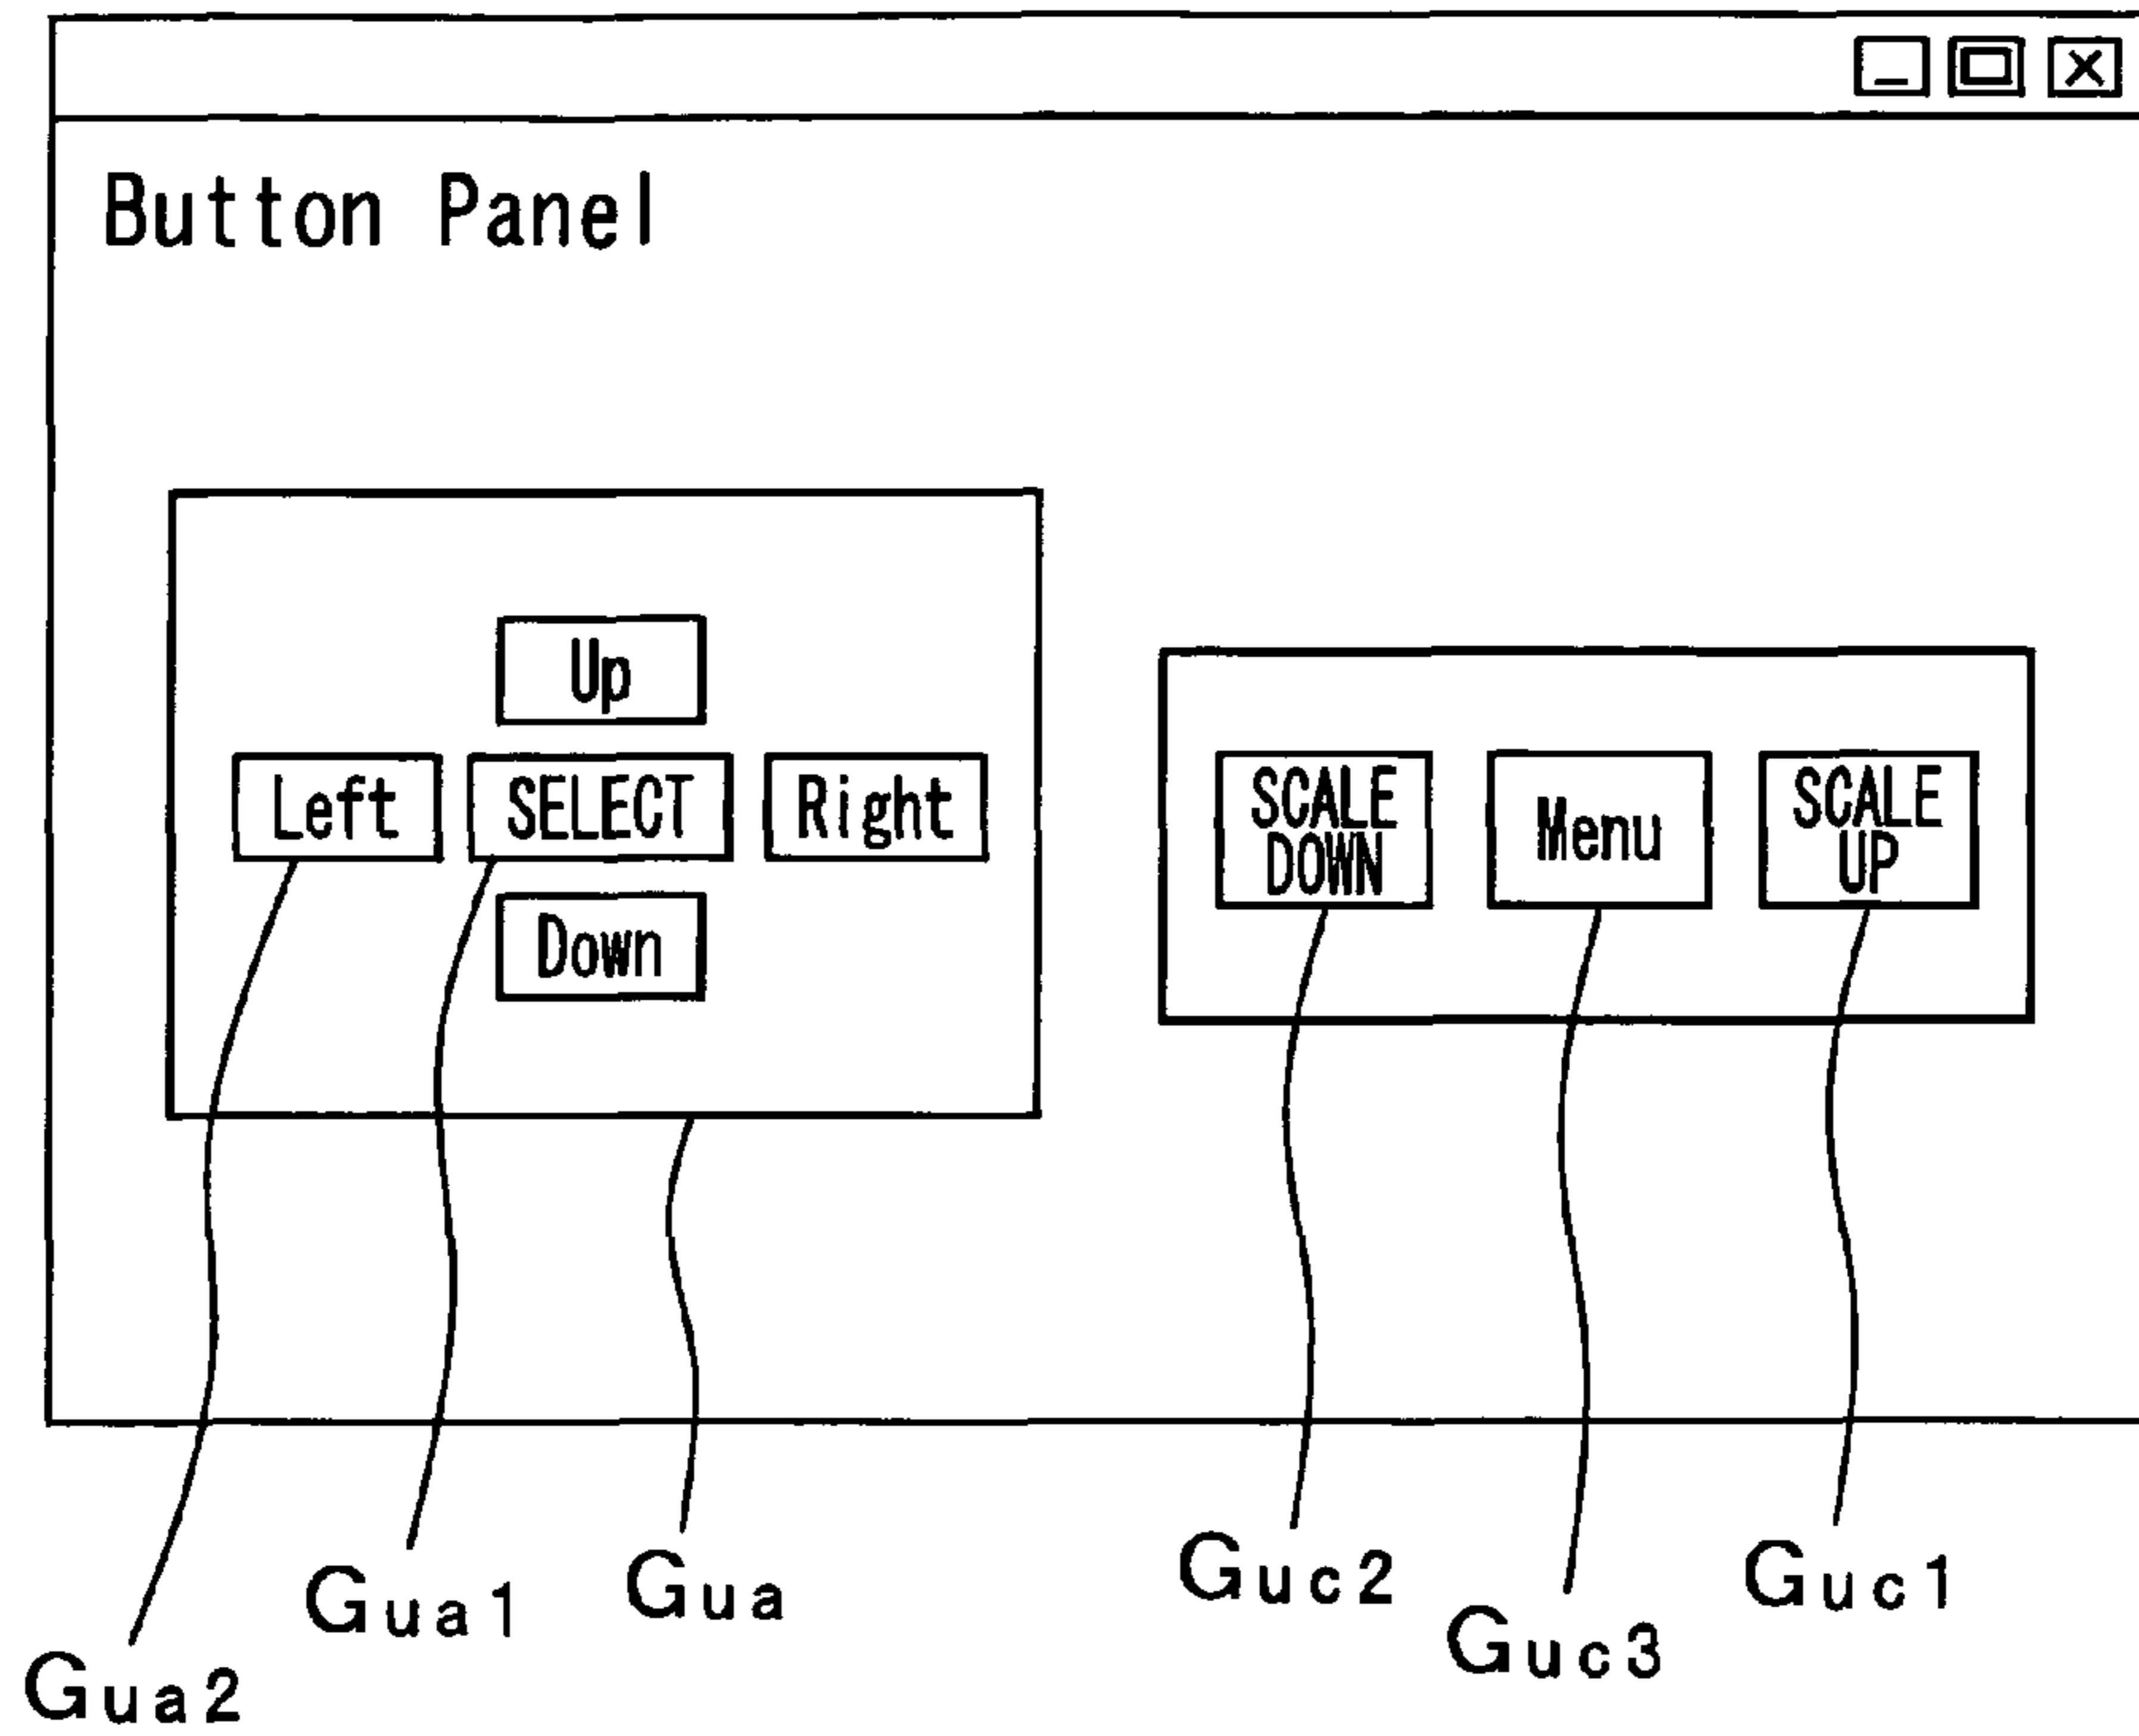 Button Panel
Up
Left SELECT Right
Down
SCALE
DOWN
Menu
SCALE
UP
Gua2
Gua1
Gua
Guc2
Guc3
Guc1